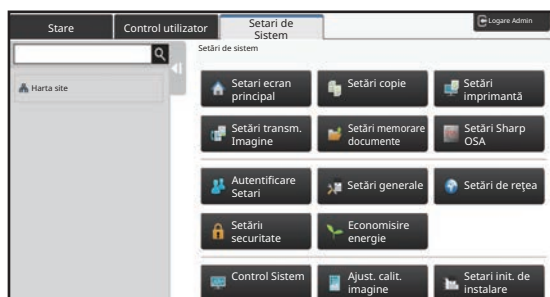 Stare
Control utilizator
Setari de
Sistem
Logare Admin
Setări de sistem
Harta site
Setari ecran
principal
Setări copie
Setări
imprimantă
Setări transm.
Imagine
Setări memorare
documente
Setări Sharp
OSA
Autentificare
Setari
Setări generale
Setări de rețea
Setării
securitate
Economisire
energie
Control Sistem
Ajust. calit.
imagine
Setari init. de
instalare